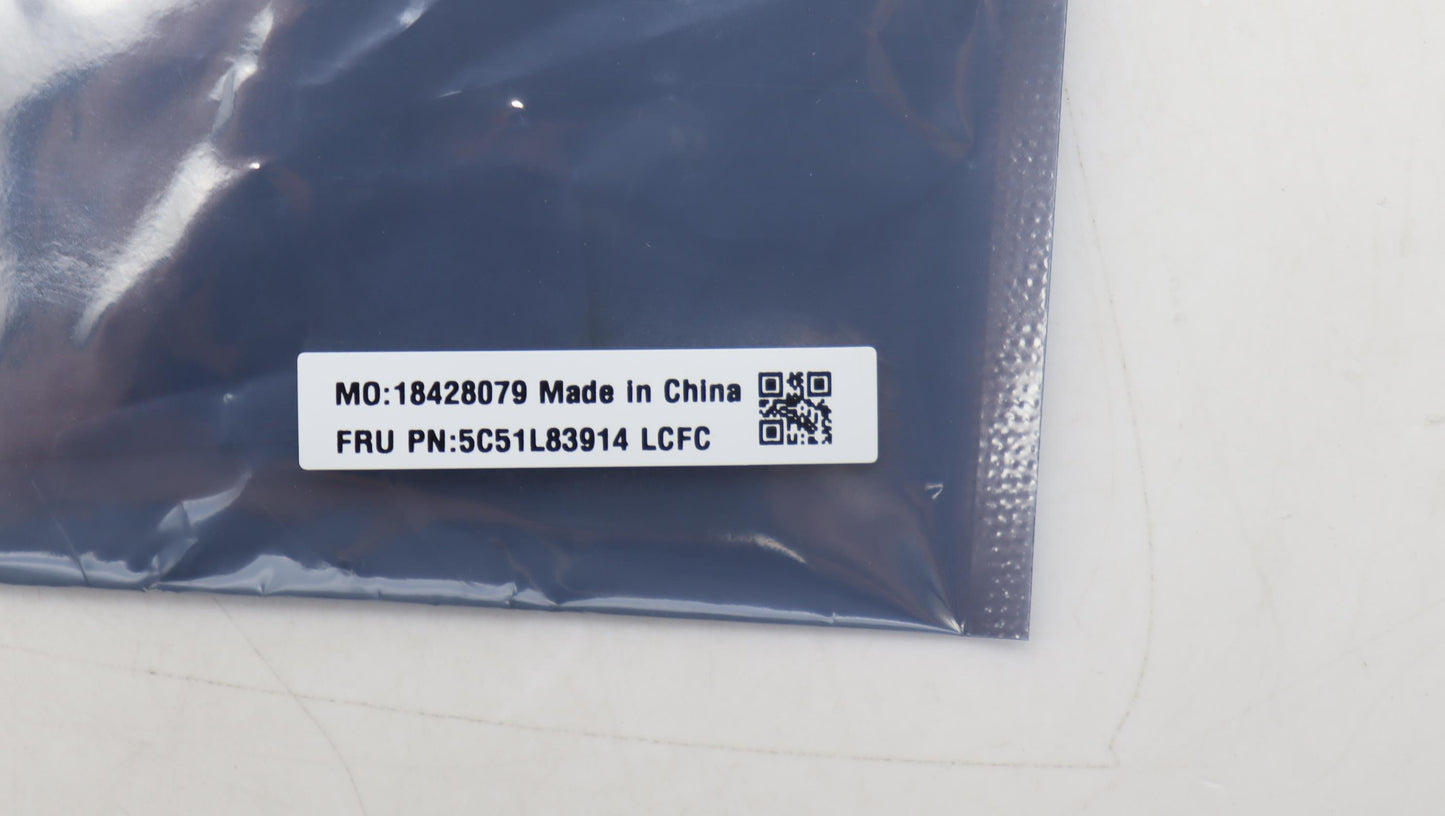 MO:18428079 Made in China
FRU PN:5C51L83914 LCFC